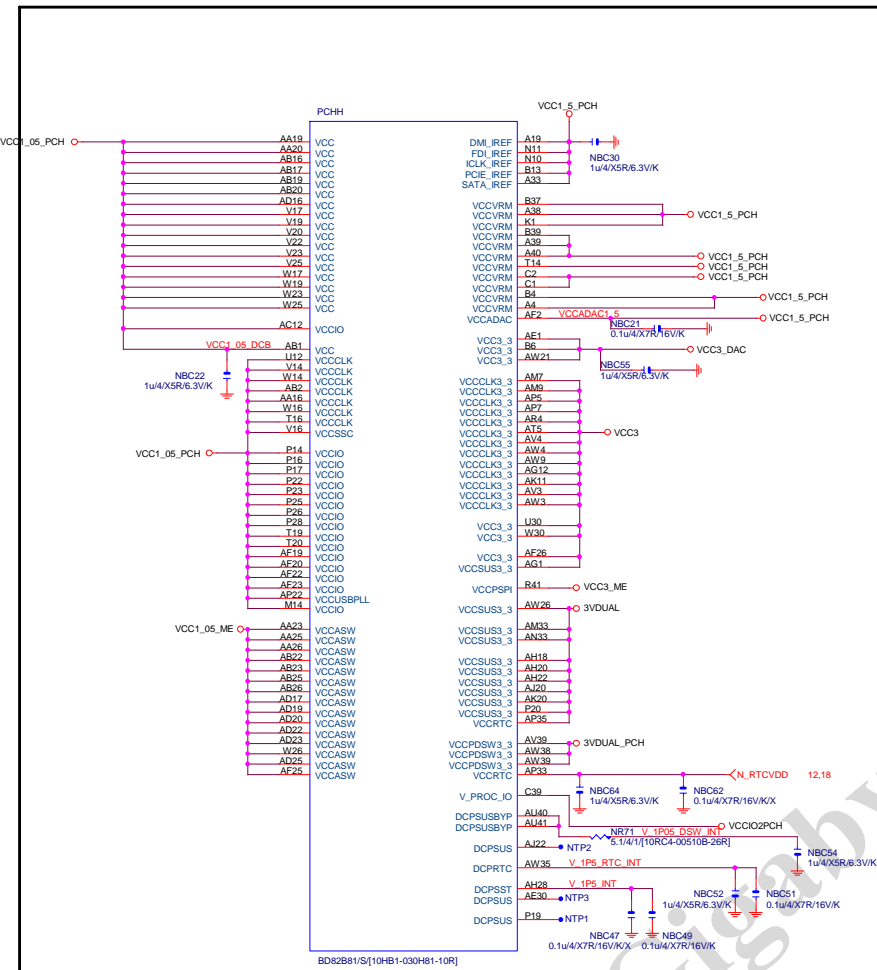 PCHH
VCC1_05_PCH
AA19 VCC
AA20 VCC
AB16 VCC
AB17 VCC
AB19 VCC
AB20 VCC
AD16 VCC
V17 VCC
V19 VCC
V20 VCC
V22 VCC
V23 VCC
V25 VCC
W17 VCC
W19 VCC
W23 VCC
W25 VCC
AC12 VCCIO
VCC1_05_DCB AB1 VCC
NBC22
1u/4/X5R/6.3V/K
U12 VCCCLK
V14 VCCCLK
W14 VCCCLK
AB2 VCCCLK
AA16 VCCCLK
W16 VCCCLK
T16 VCCCLK
V16 VCCSSC
VCC1_05_PCH
P14 VCCIO
P16 VCCIO
P17 VCCIO
P22 VCCIO
P23 VCCIO
P25 VCCIO
P26 VCCIO
P28 VCCIO
T19 VCCIO
T20 VCCIO
AF19 VCCIO
AF20 VCCIO
AF22 VCCIO
AF23 VCCIO
AP22 VCCUSBPLL
M14 VCCIO
VCC1_05_ME
AA23 VCCASW
AA25 VCCASW
AA26 VCCASW
AB22 VCCASW
AB23 VCCASW
AB25 VCCASW
AB26 VCCASW
AD17 VCCASW
AD19 VCCASW
AD20 VCCASW
AD22 VCCASW
AD23 VCCASW
W26 VCCASW
AD25 VCCASW
AF25 VCCASW
VCC1_5_PCH
DMI_IREF A19
FDI_IREF N11
ICLK_IREF N10
PCIE_IREF B13
SATA_IREF A33
NBC30
1u/4/X5R/6.3V/K
VCCVRM B37
VCCVRM A38 VCC1_5_PCH
VCCVRM K1
VCCVRM B39
VCCVRM A39
VCCVRM A40 VCC1_5_PCH
VCCVRM T14 VCC1_5_PCH
VCCVRM C2 VCC1_5_PCH
VCCVRM C1
VCCVRM B4 VCC1_5_PCH
VCCVRM A4
VCCADAC AF2 VCCADAC1_5 VCC1_5_PCH
NBC21
0.1u/4/X7R/16V/K
VCC3_3 AE1
VCC3_3 B6 VCC3_DAC
VCC3_3 AW21
NBC55
1u/4/X5R/6.3V/K
VCCCLK3_3 AM7
VCCCLK3_3 AM9
VCCCLK3_3 AP5
VCCCLK3_3 AP7
VCCCLK3_3 AR4
VCCCLK3_3 AT5 VCC3
VCCCLK3_3 AV4
VCCCLK3_3 AW4
VCCCLK3_3 AW9
VCCCLK3_3 AG12
VCCCLK3_3 AK11
VCCCLK3_3 AV3
VCCCLK3_3 AW3
VCC3_3 U30
VCC3_3 W30
VCC3_3 AF26
VCCSUS3_3 AG1
VCCPSPI R41 VCC3_ME
VCCSUS3_3 AW26 3VDUAL
VCCSUS3_3 AM33
VCCSUS3_3 AN33
VCCSUS3_3 AH18
VCCSUS3_3 AH20
VCCSUS3_3 AH22
VCCSUS3_3 AJ20
VCCSUS3_3 AK20
VCCSUS3_3 P20
VCCRTC AP35
VCCPDSW3_3 AV39 3VDUAL_PCH
VCCPDSW3_3 AW38
VCCPDSW3_3 AW39
VCCRTC AP33 N_RTCVDD 12,18
NBC64
1u/4/X5R/6.3V/K
NBC62
0.1u/4/X7R/16V/K/X
V_PROC_IO C39
VCCIO2PCH
DCPSUSBYP AU40
DCPSUSBYP AU41
NR71 V_1P05_DSW_INT
5.1/4/1/[10RC4-00510B-26R]
NBC54
1u/4/X5R/6.3V/K
DCPSUS AJ22 NTP2
DCPRTC AW35 V_1P5_RTC_INT
NBC52
1u/4/X5R/6.3V/K
NBC51
0.1u/4/X7R/16V/K
DCPSST AH28 V_1P5_INT
DCPSUS AE30 NTP3
DCPSUS P19 NTP1
NBC47
0.1u/4/X7R/16V/K/X
NBC49
0.1u/4/X7R/16V/K
BD82B81/S/[10HB1-030H81-10R]
Gigaby